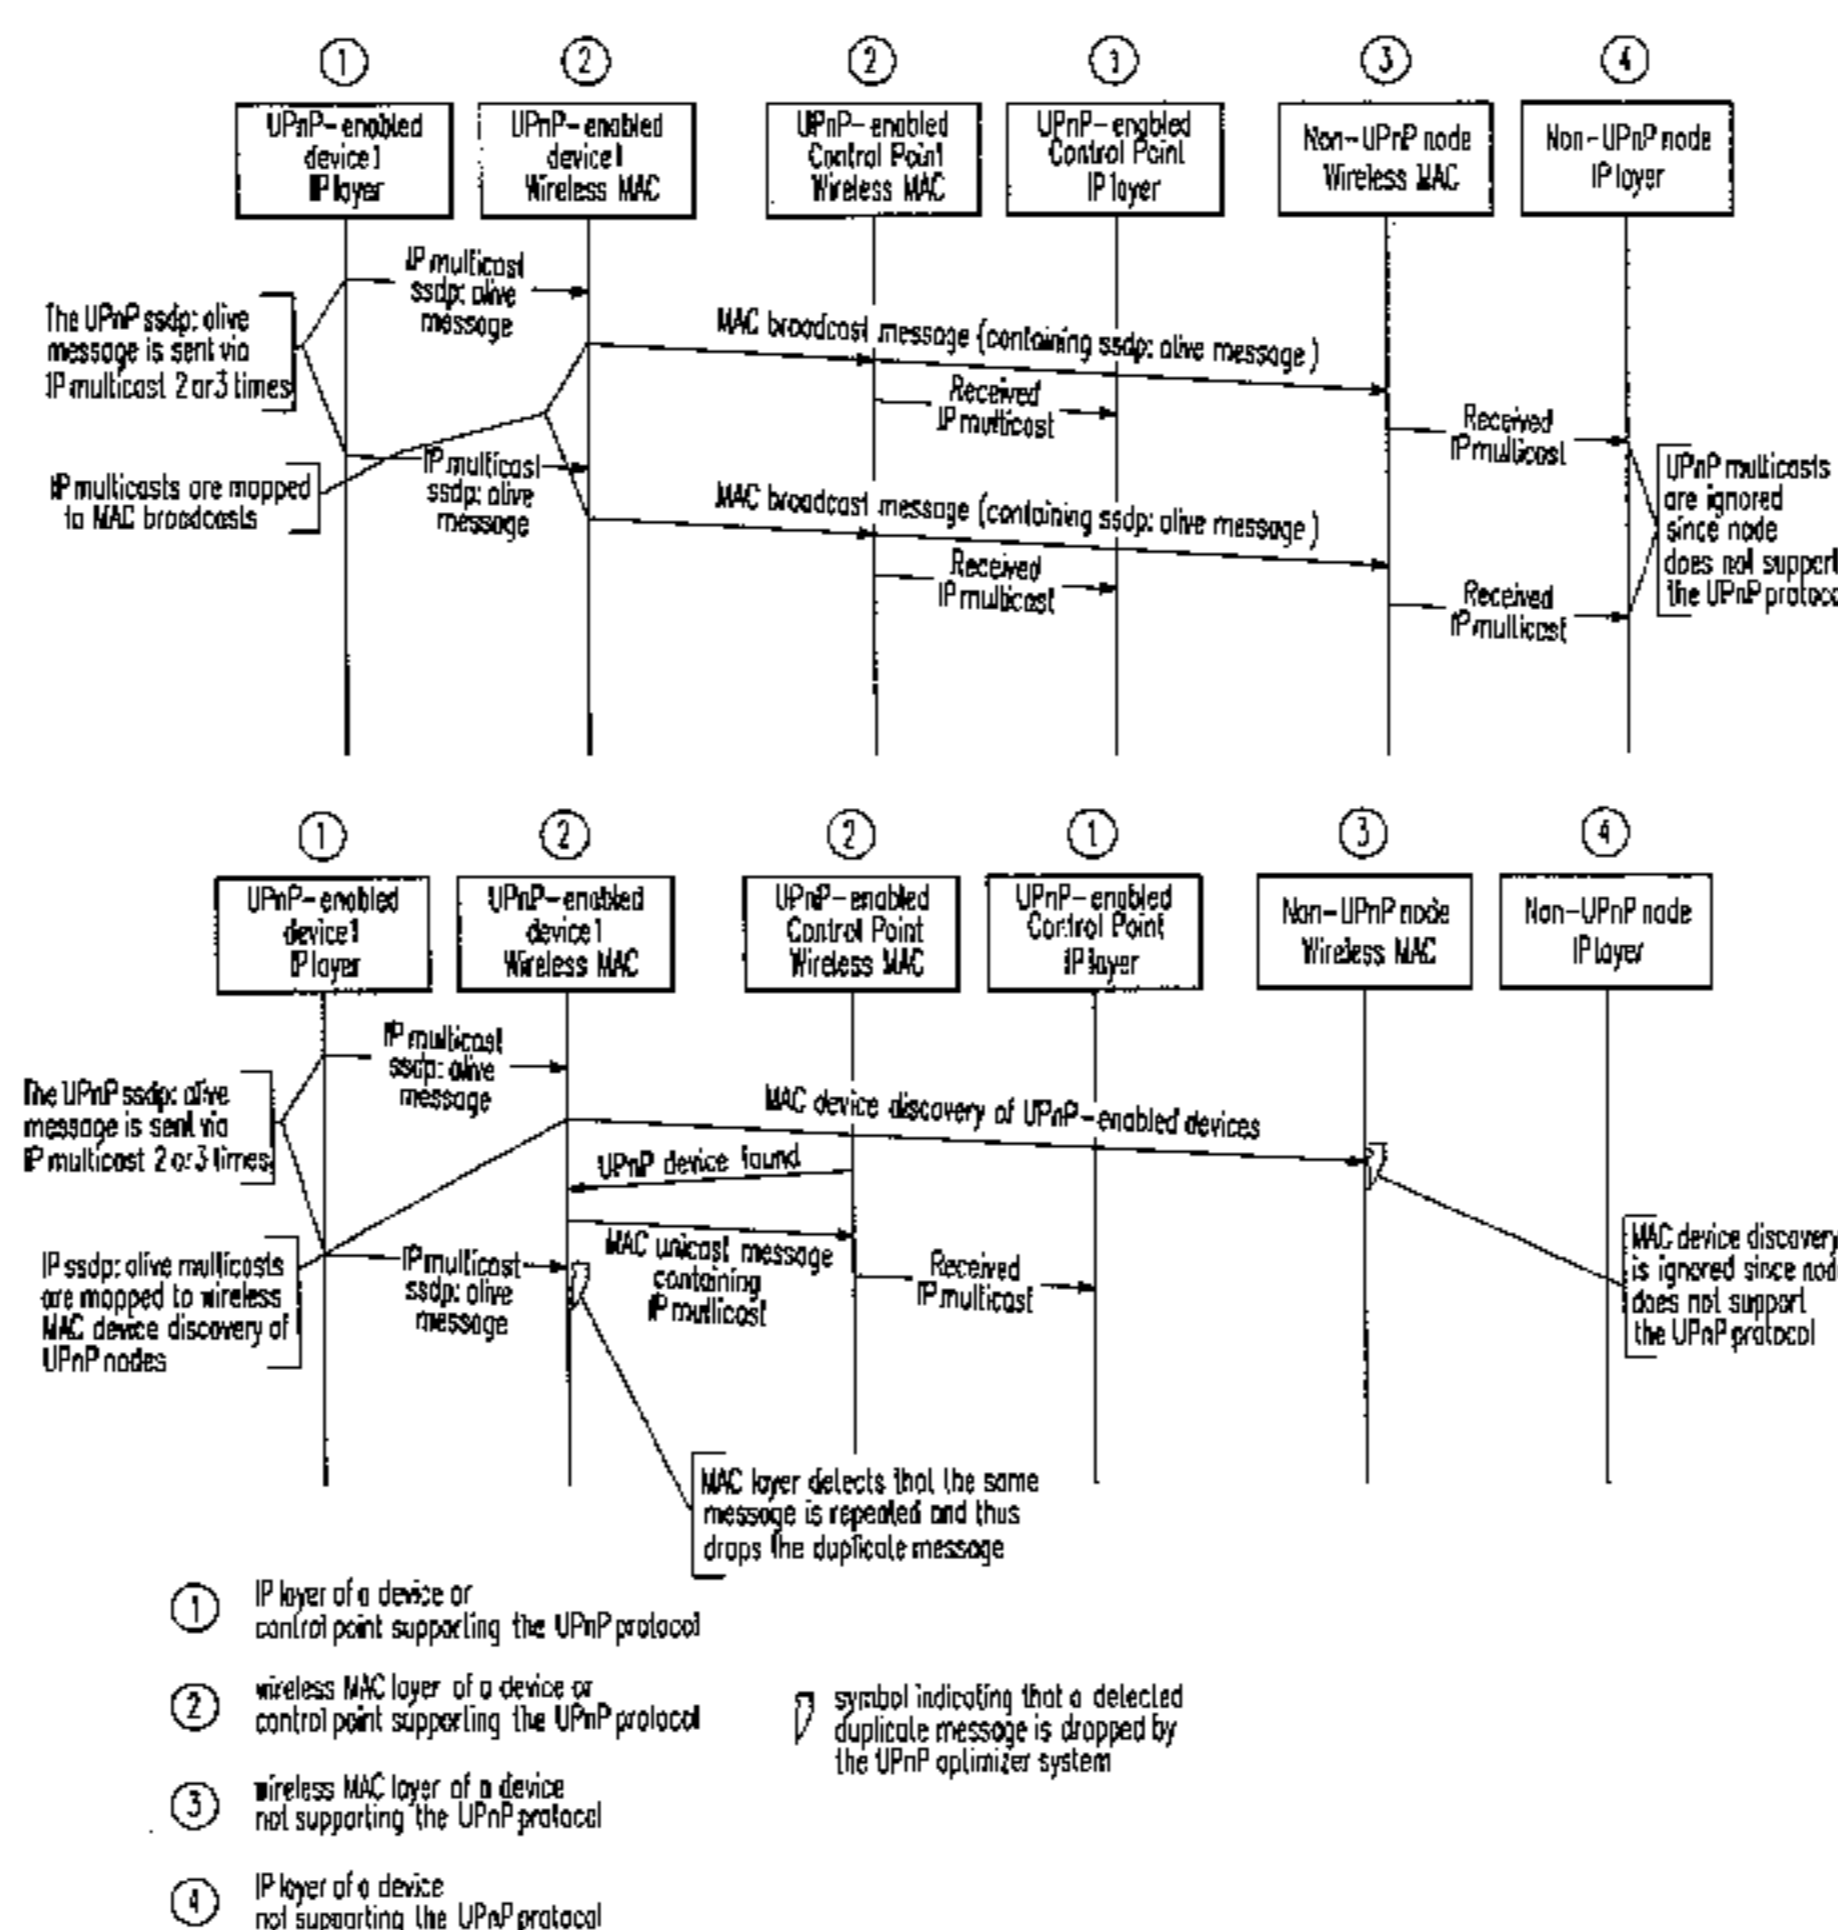 1
2
2
1
3
4
UPnP-enabled
device1
IP layer
UPnP-enabled
device1
Wireless MAC
UPnP-enabled
Control Point
Wireless MAC
UPnP-enabled
Control Point
IP layer
Non-UPnP node
Wireless MAC
Non-UPnP node
IP layer
IP multicast
ssdp: alive
message
The UPnP ssdp: alive
message is sent via
IP multicast 2 or 3 times
MAC broadcast message (containing ssdp: alive message)
Received
IP multicast
Received
IP multicast
IP multicasts are mapped
to MAC broadcasts
IP multicast
ssdp: alive
message
MAC broadcast message (containing ssdp: alive message)
Received
IP multicast
Received
IP multicast
UPnP multicasts
are ignored
since node
does not support
the UPnP
1
2
2
1
3
4
UPnP-enabled
device1
IP layer
UPnP-enabled
device1
Wireless MAC
UPnP-enabled
Control Point
Wireless MAC
UPnP-enabled
Control Point
IP layer
Non-UPnP node
Wireless MAC
Non-UPnP node
IP layer
IP multicast
ssdp: alive
message
The UPnP ssdp: alive
message is sent via
IP multicast 2 or 3 times
MAC device discovery of UPnP-enabled devices
UPnP device found
MAC unicast message
containing
IP multicast
Received
IP multicast
IP ssdp: alive multicasts
are mapped to wireless
MAC device discovery of
UPnP nodes
IP multicast
ssdp: alive
message
MAC device discovery
is ignored since
does not support
the UPnP protocol
MAC layer detects that the same
message is repeated and thus
drops the duplicate message
1 IP layer of a device or
control point supporting the UPnP protocol
2 wireless MAC layer of a device or
control point supporting the UPnP protocol
3 wireless MAC layer of a device
not supporting the UPnP protocol
4 IP layer of a device
not supporting the UPnP protocol
symbol indicating that a detected
duplicate message is dropped by
the UPnP optimizer system